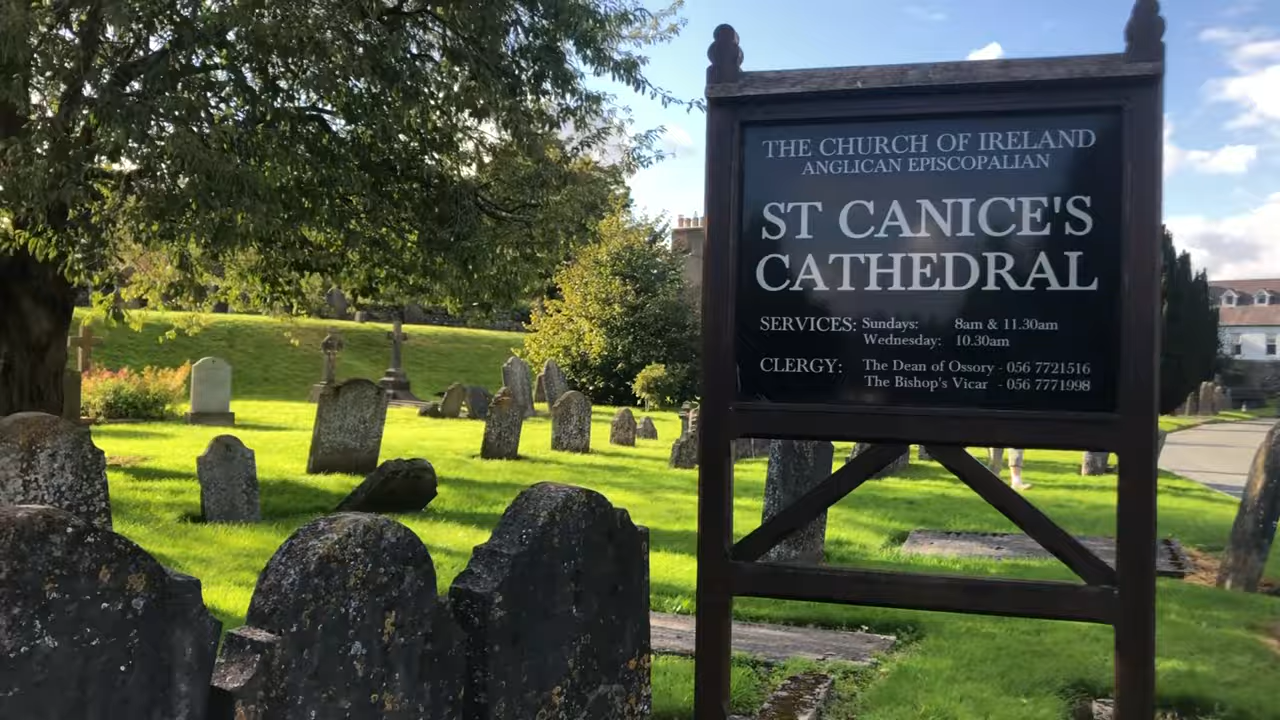 THE CHURCH OF IRELAND
ANGLICAN EPISCOPALIAN
ST CANICE'S
CATHEDRAL
SERVICES: Sundays: 8am & 11.30am
Wednesday: 10.30am
CLERGY: The Dean of Ossory - 056 7721516
The Bishop's Vicar - 056 7771998